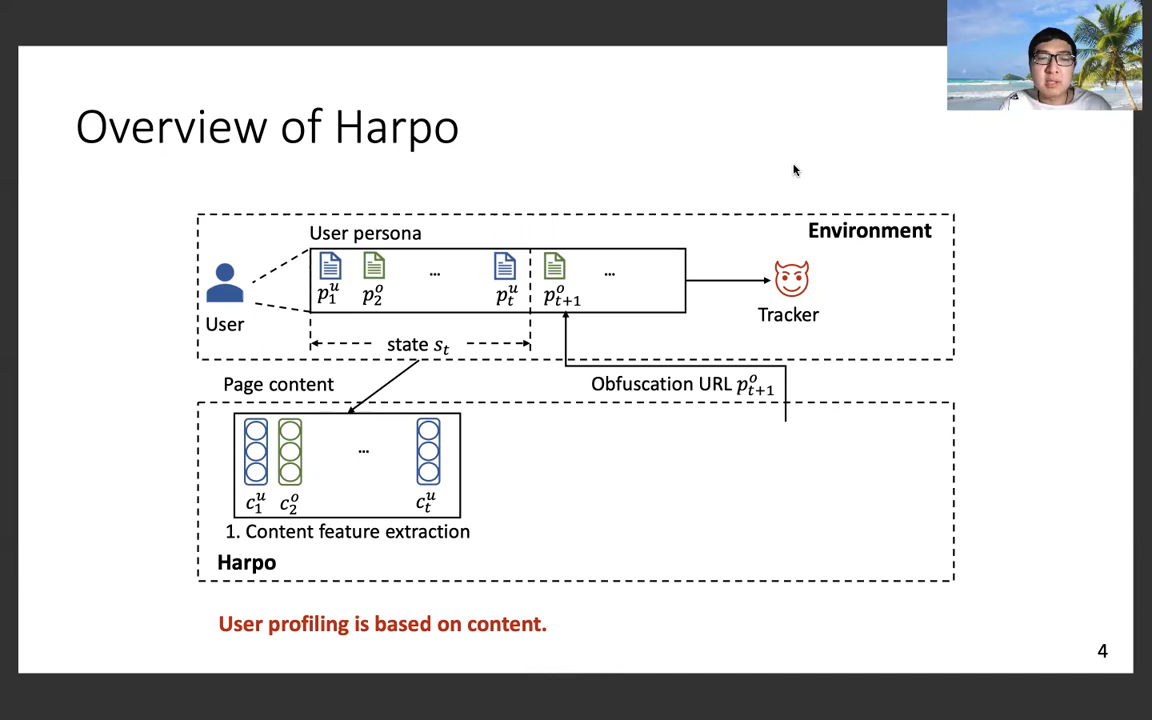 Overview of Harpo
User persona
Environment
p₁ᵘ p₂ᵒ ... pₜᵘ pₜ₊₁ᵒ ...
User
Tracker
state sₜ
Page content
Obfuscation URL pₜ₊₁ᵒ
...
c₁ᵘ c₂ᵒ cₜᵘ
1. Content feature extraction
Harpo
User profiling is based on content.
4